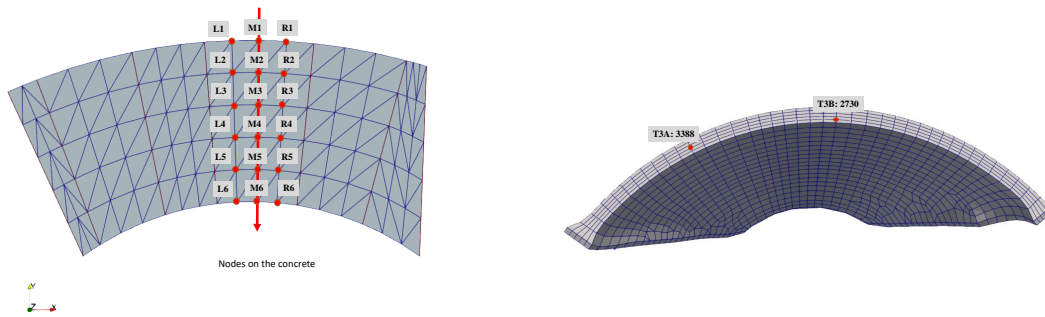 L1 M1 R1
L2 M2 R2
L3 M3 R3
L4 M4 R4
L5 M5 R5
L6 M6 R6
Nodes on the concrete
Y
Z X
T3B: 2730
T3A: 3388